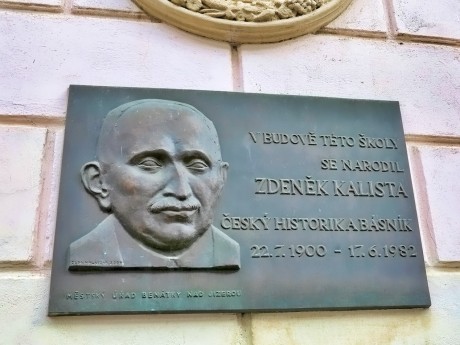 V BUDOVĚ TÉTO ŠKOLY
SE NARODIL
ZDENĚK KALISTA
ČESKÝ HISTORIK A BÁSNÍK
22.7.1900 - 17.6.1982
MĚSTSKÝ ÚŘAD BENÁTKY NAD JIZEROU